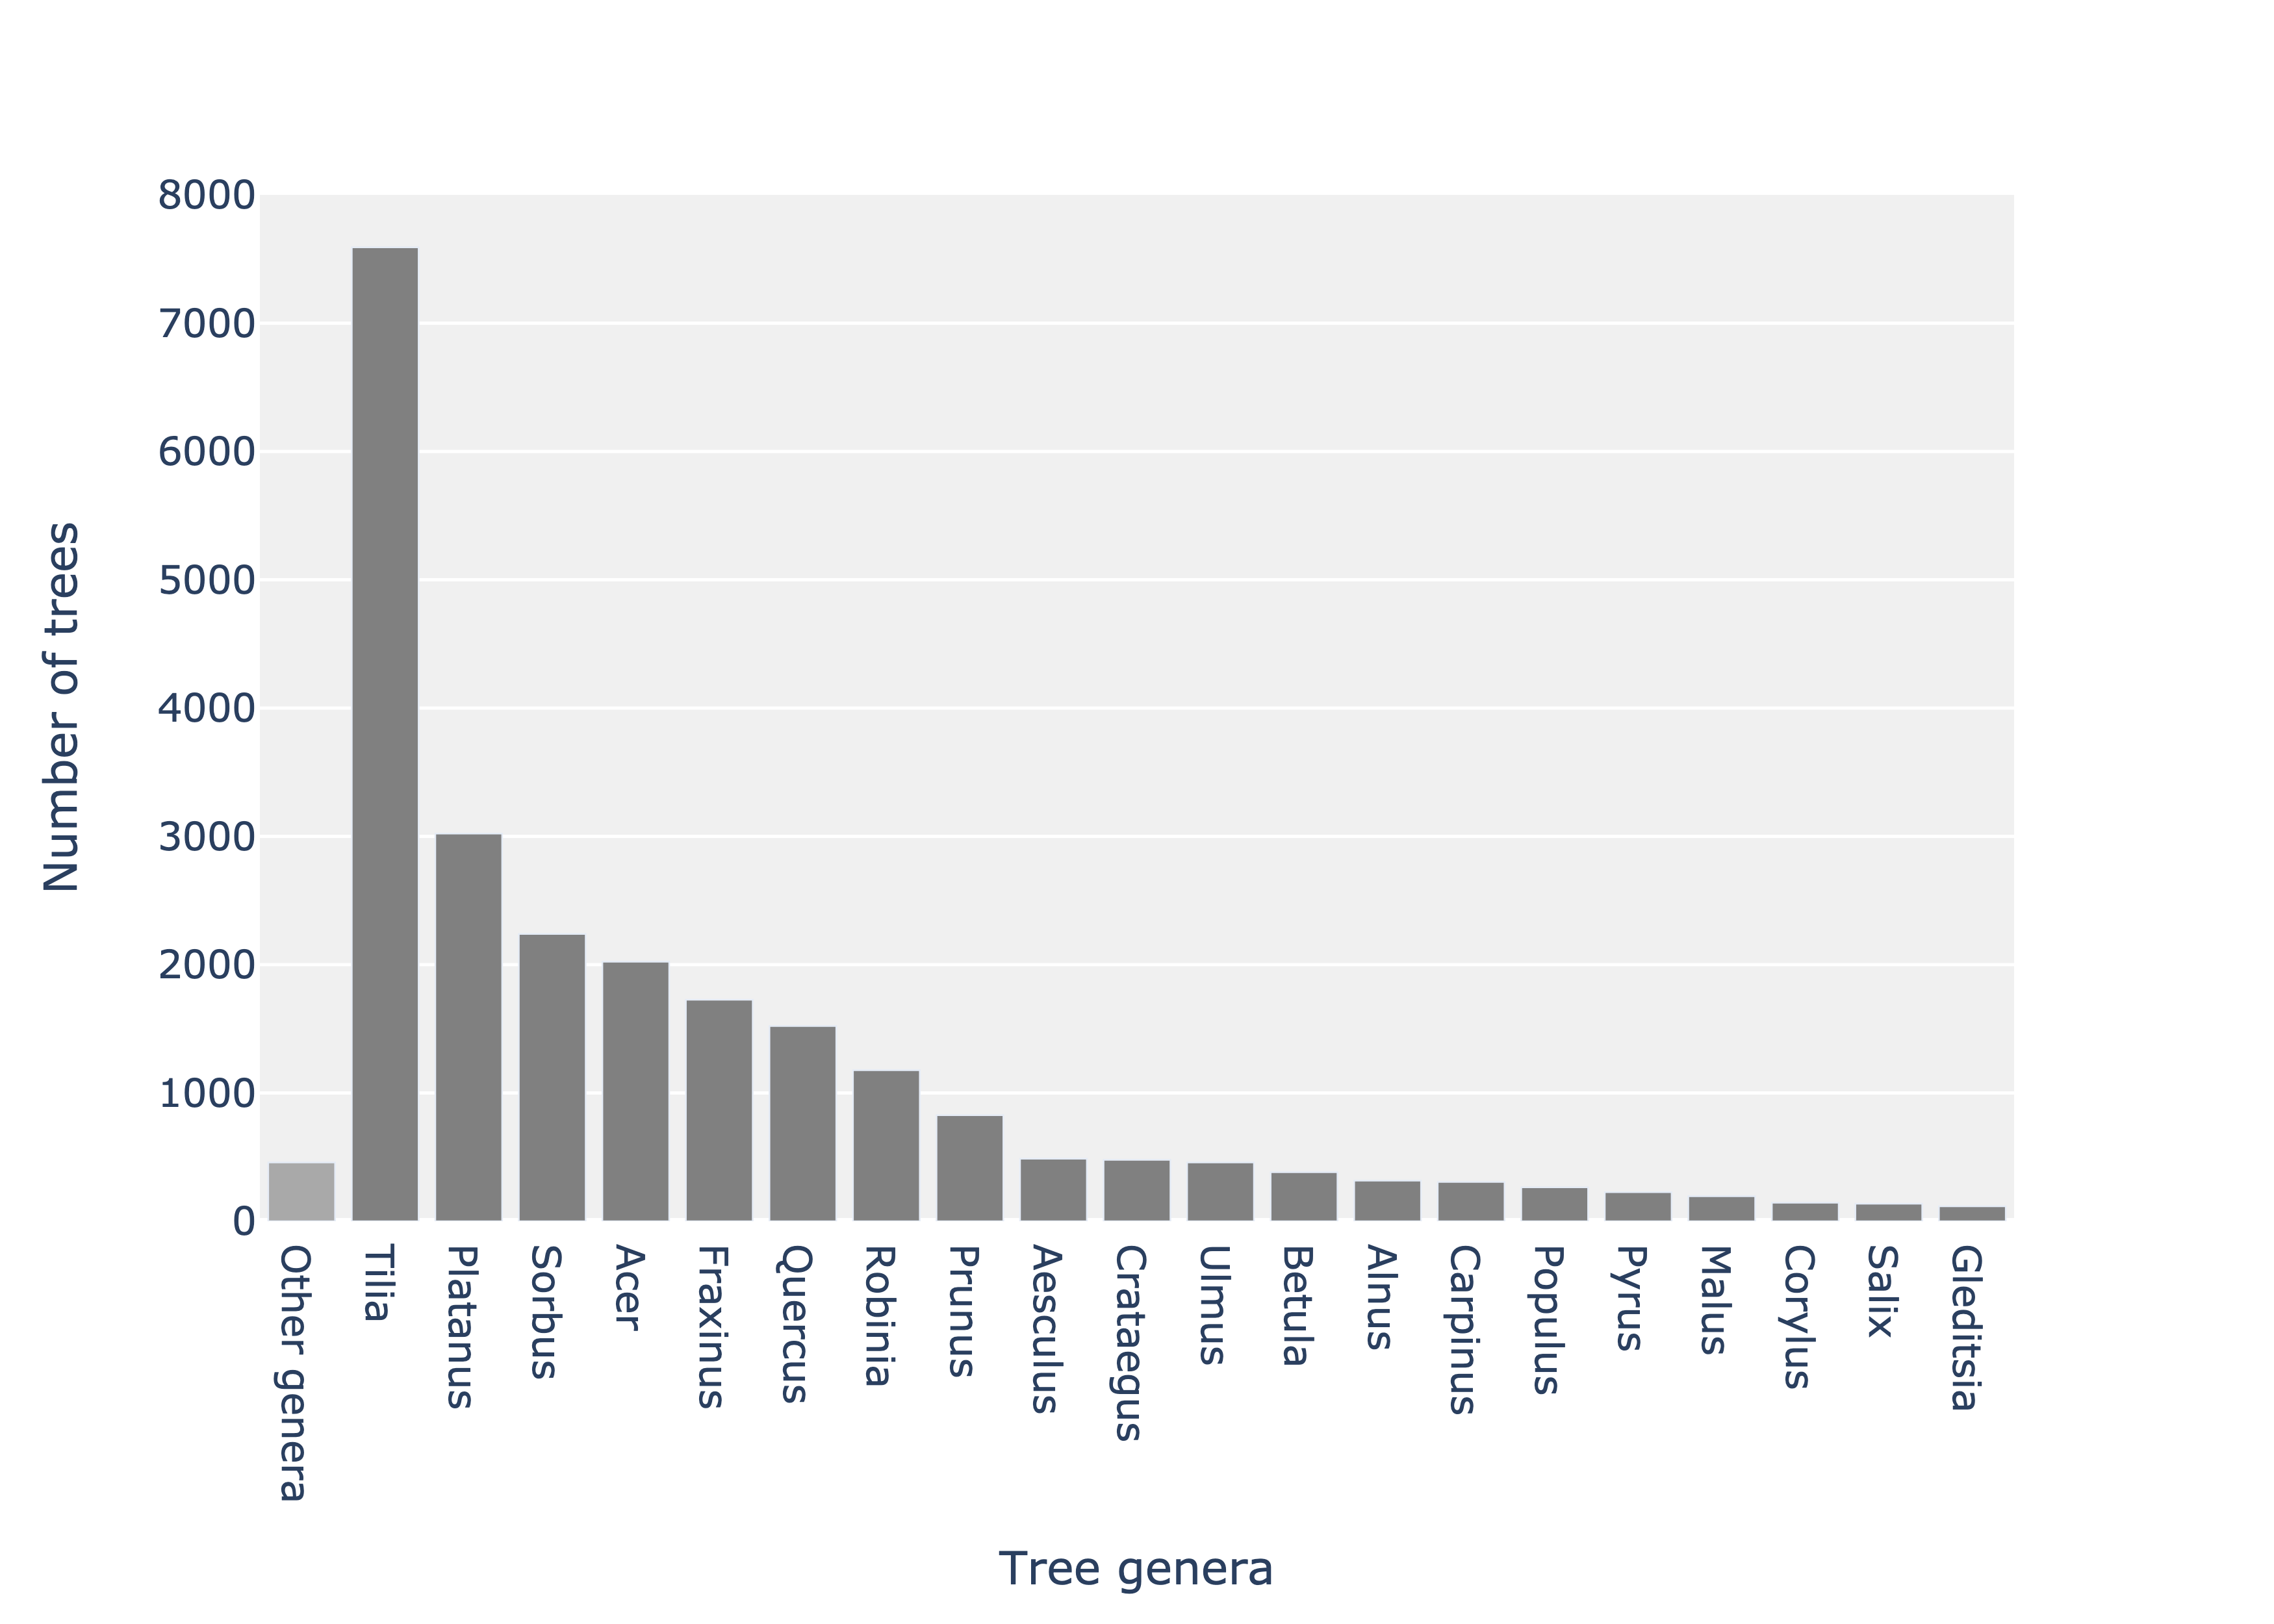 8000
7000
6000
5000
4000
3000
2000
1000
0
Number of trees
Other genera
Tilia
Platanus
Sorbus
Acer
Fraxinus
Quercus
Robinia
Prunus
Aesculus
Crataegus
Ulmus
Betula
Alnus
Carpinus
Populus
Pyrus
Malus
Corylus
Salix
Gleditsia
Tree genera